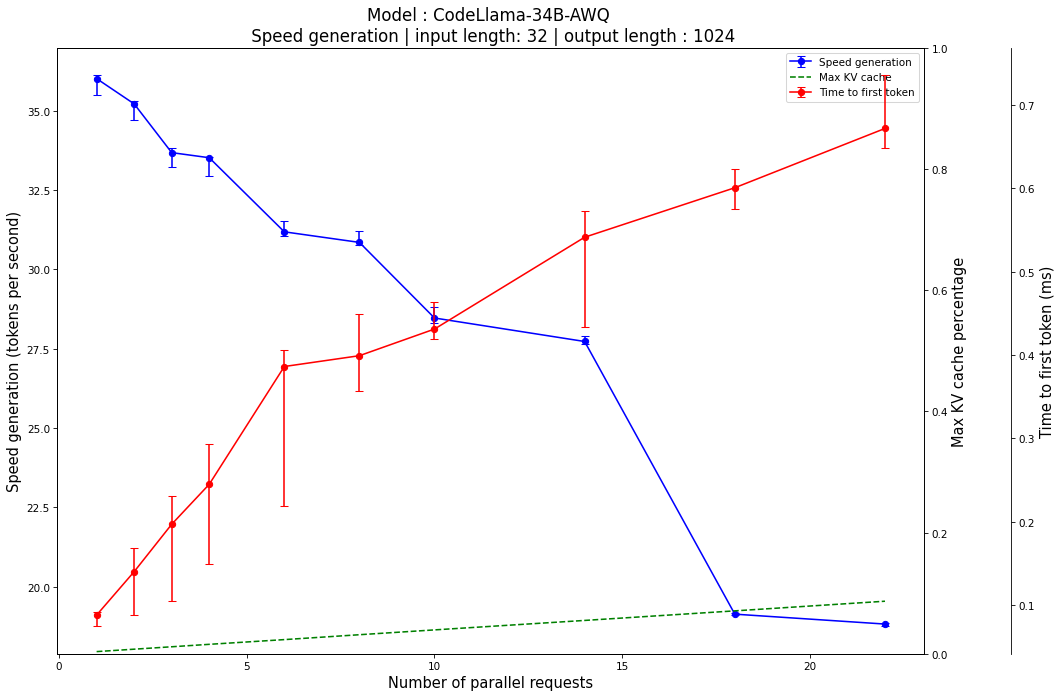 Model : CodeLlama-34B-AWQ
Speed generation | input length: 32 | output length : 1024
Speed generation
Max KV cache
Time to first token
Speed generation (tokens per second)
35.0
32.5
30.0
27.5
25.0
22.5
20.0
0
5
10
15
20
Number of parallel requests
1.0
0.8
0.6
0.4
0.2
0.0
Max KV cache percentage
0.7
0.6
0.5
0.4
0.3
0.2
0.1
Time to first token (ms)